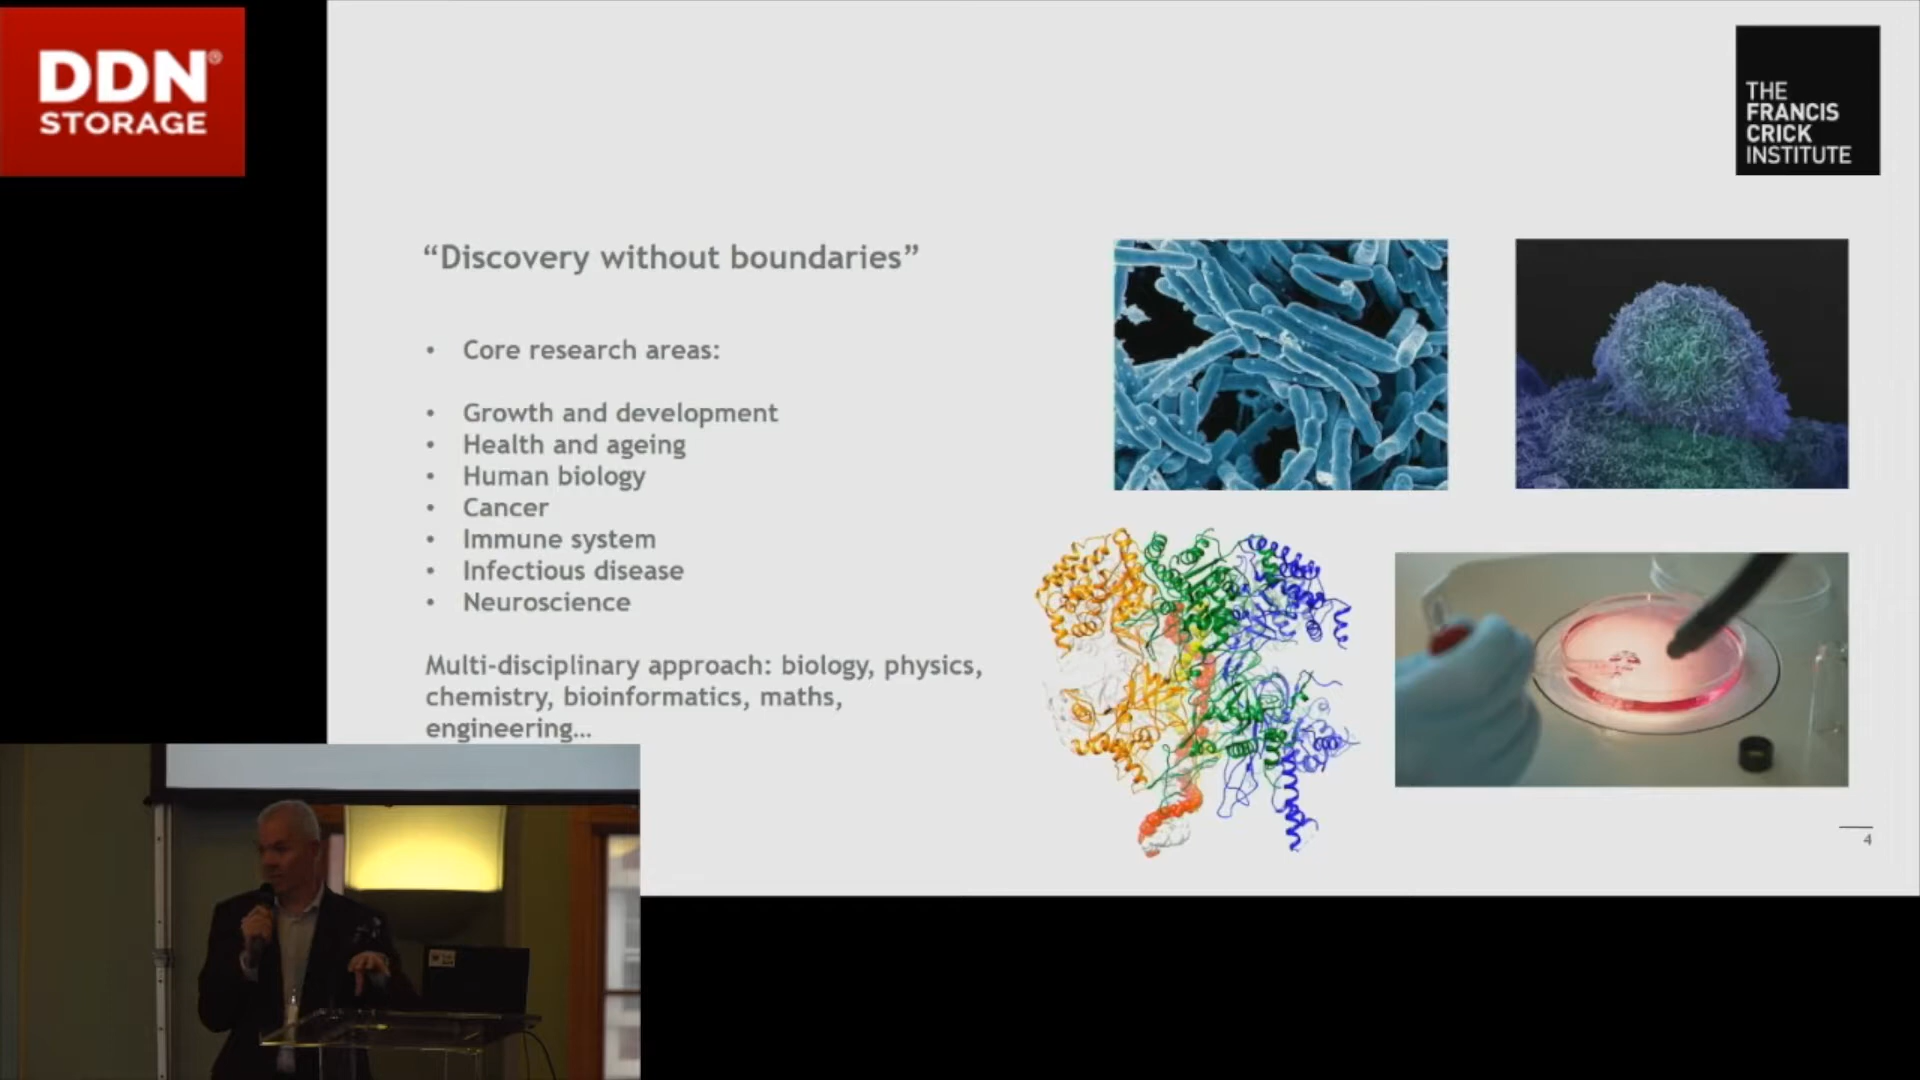 DDN®
STORAGE
THE
FRANCIS
CRICK
INSTITUTE
“Discovery without boundaries”
• Core research areas:
• Growth and development
• Health and ageing
• Human biology
• Cancer
• Immune system
• Infectious disease
• Neuroscience
Multi-disciplinary approach: biology, physics,
chemistry, bioinformatics, maths,
engineering…
4